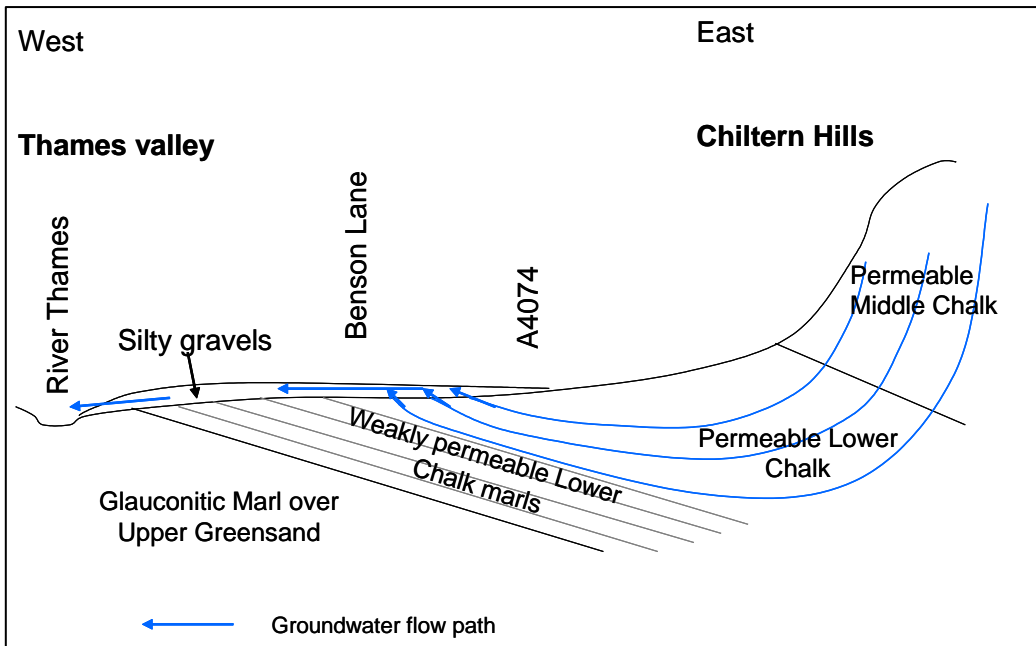 West
East
Thames valley
Chiltern Hills
River Thames
Benson Lane
A4074
Silty gravels
Permeable
Middle Chalk
Permeable Lower
Chalk
Weakly permeable Lower
Chalk marls
Glauconitic Marl over
Upper Greensand
Groundwater flow path